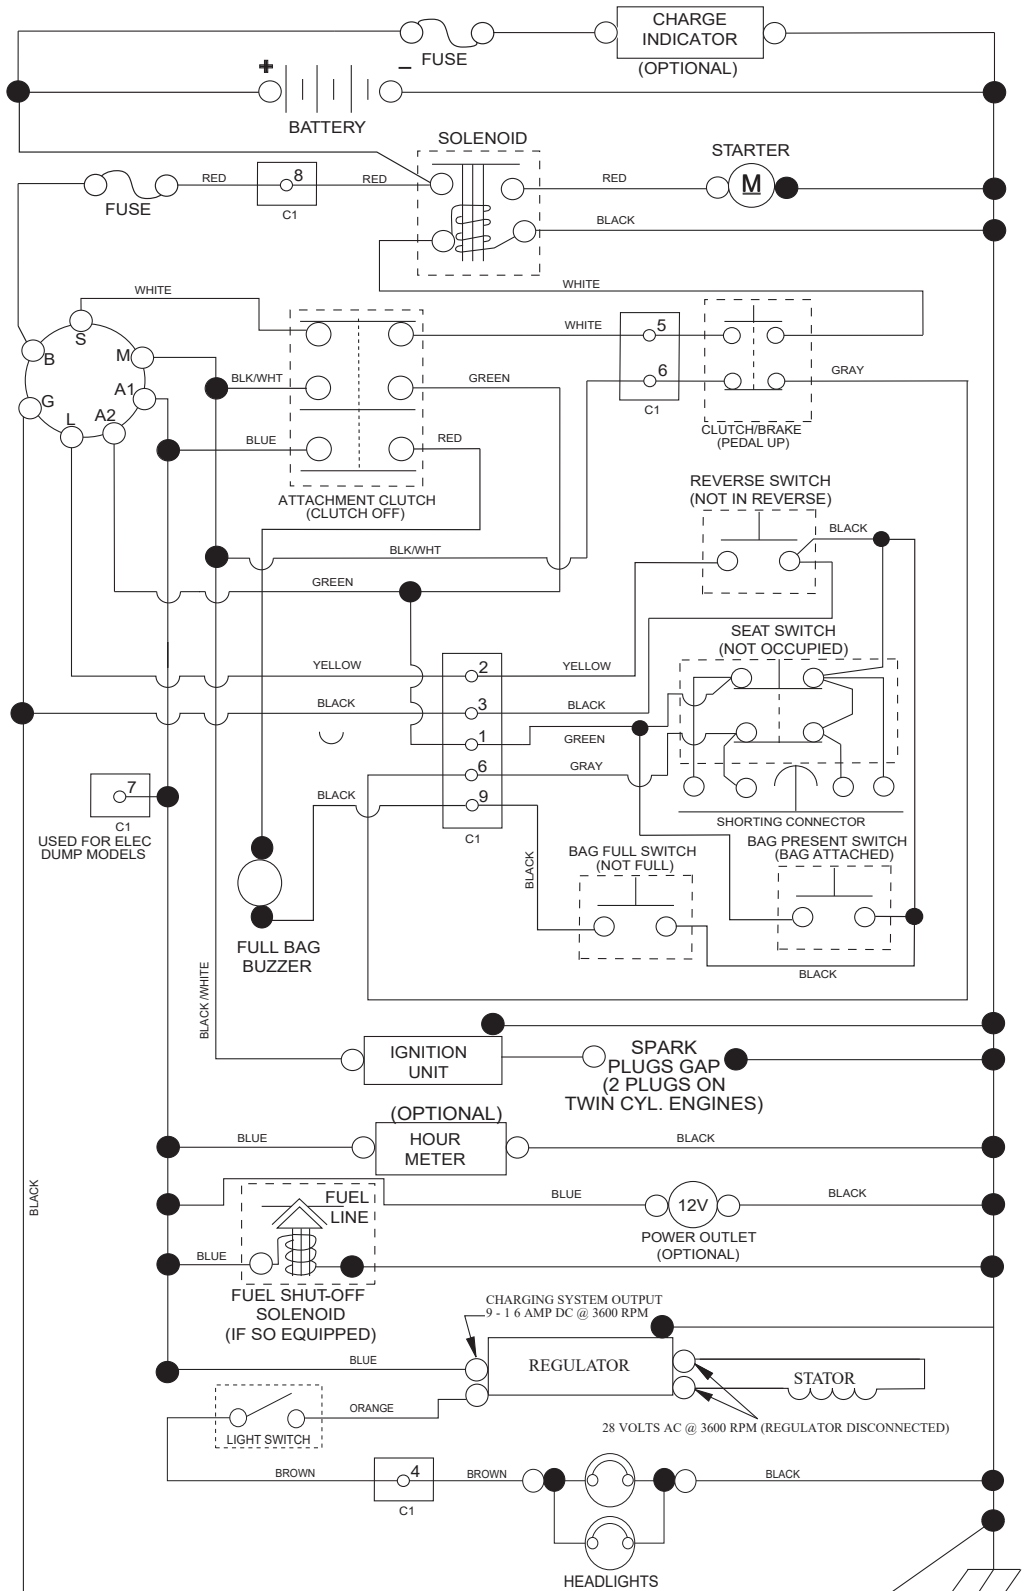 CHARGE
INDICATOR
(OPTIONAL)
FUSE
+
–
BATTERY
SOLENOID
STARTER
M
RED
8
RED
RED
C1
FUSE
BLACK
WHITE
WHITE
S
B
M
A1
G
L
A2
WHITE
5
BLK/WHT
GREEN
6
GRAY
C1
CLUTCH/BRAKE
(PEDAL UP)
BLUE
RED
ATTACHMENT CLUTCH
(CLUTCH OFF)
REVERSE SWITCH
(NOT IN REVERSE)
BLACK
BLK/WHT
GREEN
SEAT SWITCH
(NOT OCCUPIED)
YELLOW
2
YELLOW
BLACK
3
BLACK
1
GREEN
6
GRAY
BLACK
9
C1
7
C1
USED FOR ELEC
DUMP MODELS
SHORTING CONNECTOR
BAG PRESENT SWITCH
(BAG ATTACHED)
BAG FULL SWITCH
(NOT FULL)
BLACK
FULL BAG
BUZZER
BLACK
BLACK /WHITE
IGNITION
UNIT
SPARK
PLUGS GAP
(2 PLUGS ON
TWIN CYL. ENGINES)
(OPTIONAL)
HOUR
METER
BLUE
BLACK
BLACK
FUEL
LINE
BLUE
12V
BLACK
POWER OUTLET
(OPTIONAL)
BLUE
FUEL SHUT-OFF
SOLENOID
(IF SO EQUIPPED)
CHARGING SYSTEM OUTPUT
9 - 1 6 AMP DC @ 3600 RPM
BLUE
REGULATOR
STATOR
ORANGE
LIGHT SWITCH
28 VOLTS AC @ 3600 RPM (REGULATOR DISCONNECTED)
BROWN
4
BROWN
BLACK
C1
HEADLIGHTS